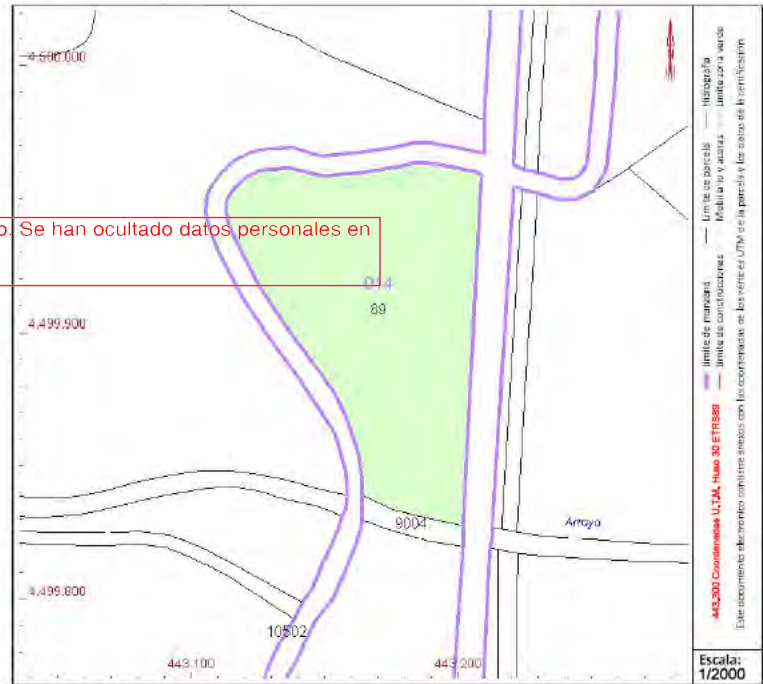 4,500.000
o. Se han ocultado datos personales en
014
89
4,499.900
9004
Arroyo
4,499.800
10502
443.100
443.200
Límite de manzana
Límite de parcela
Hidrografía
Límite de construcciones
Mobiliario y aceras
Límite zona verde
443,300 Coordenadas U.T.M. Huso 30 ETRS89
Este documento electrónico contiene anexos con las coordenadas de los vértices UTM de la parcela y los datos de la certificación
Escala:
1/2000